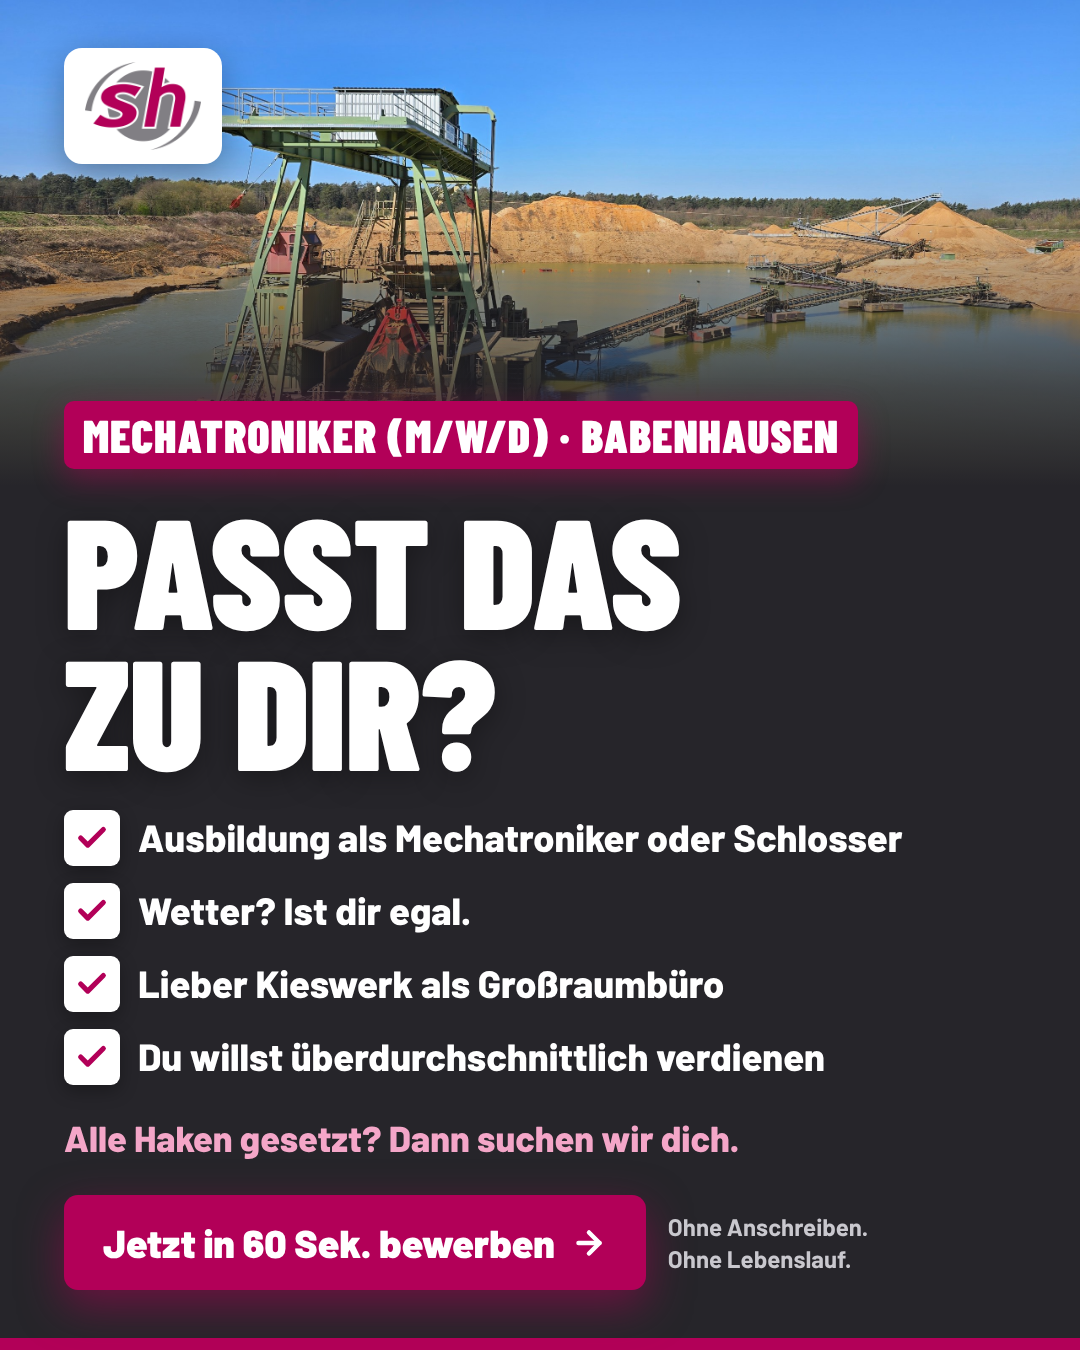 sh
MECHATRONIKER (M/W/D) · BABENHAUSEN
PASST DAS
ZU DIR?
Ausbildung als Mechatroniker oder Schlosser
Wetter? Ist dir egal.
Lieber Kieswerk als Großraumbüro
Du willst überdurchschnittlich verdienen
Alle Haken gesetzt? Dann suchen wir dich.
Jetzt in 60 Sek. bewerben →
Ohne Anschreiben.
Ohne Lebenslauf.